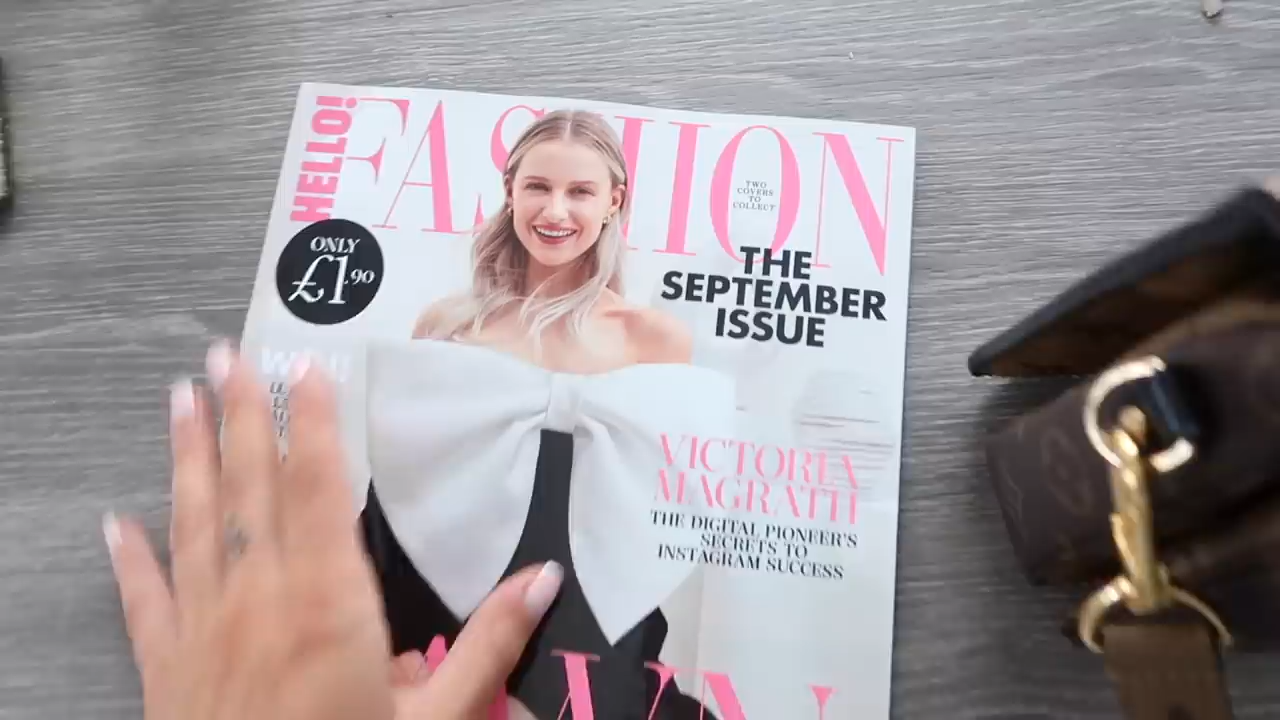 HELLO!
FASHION
TWO
COVERS
TO
COLLECT
ONLY
£1.90
THE
SEPTEMBER
ISSUE
VICTORIA
MAGRATH
THE DIGITAL PIONEER'S
SECRETS TO
INSTAGRAM SUCCESS